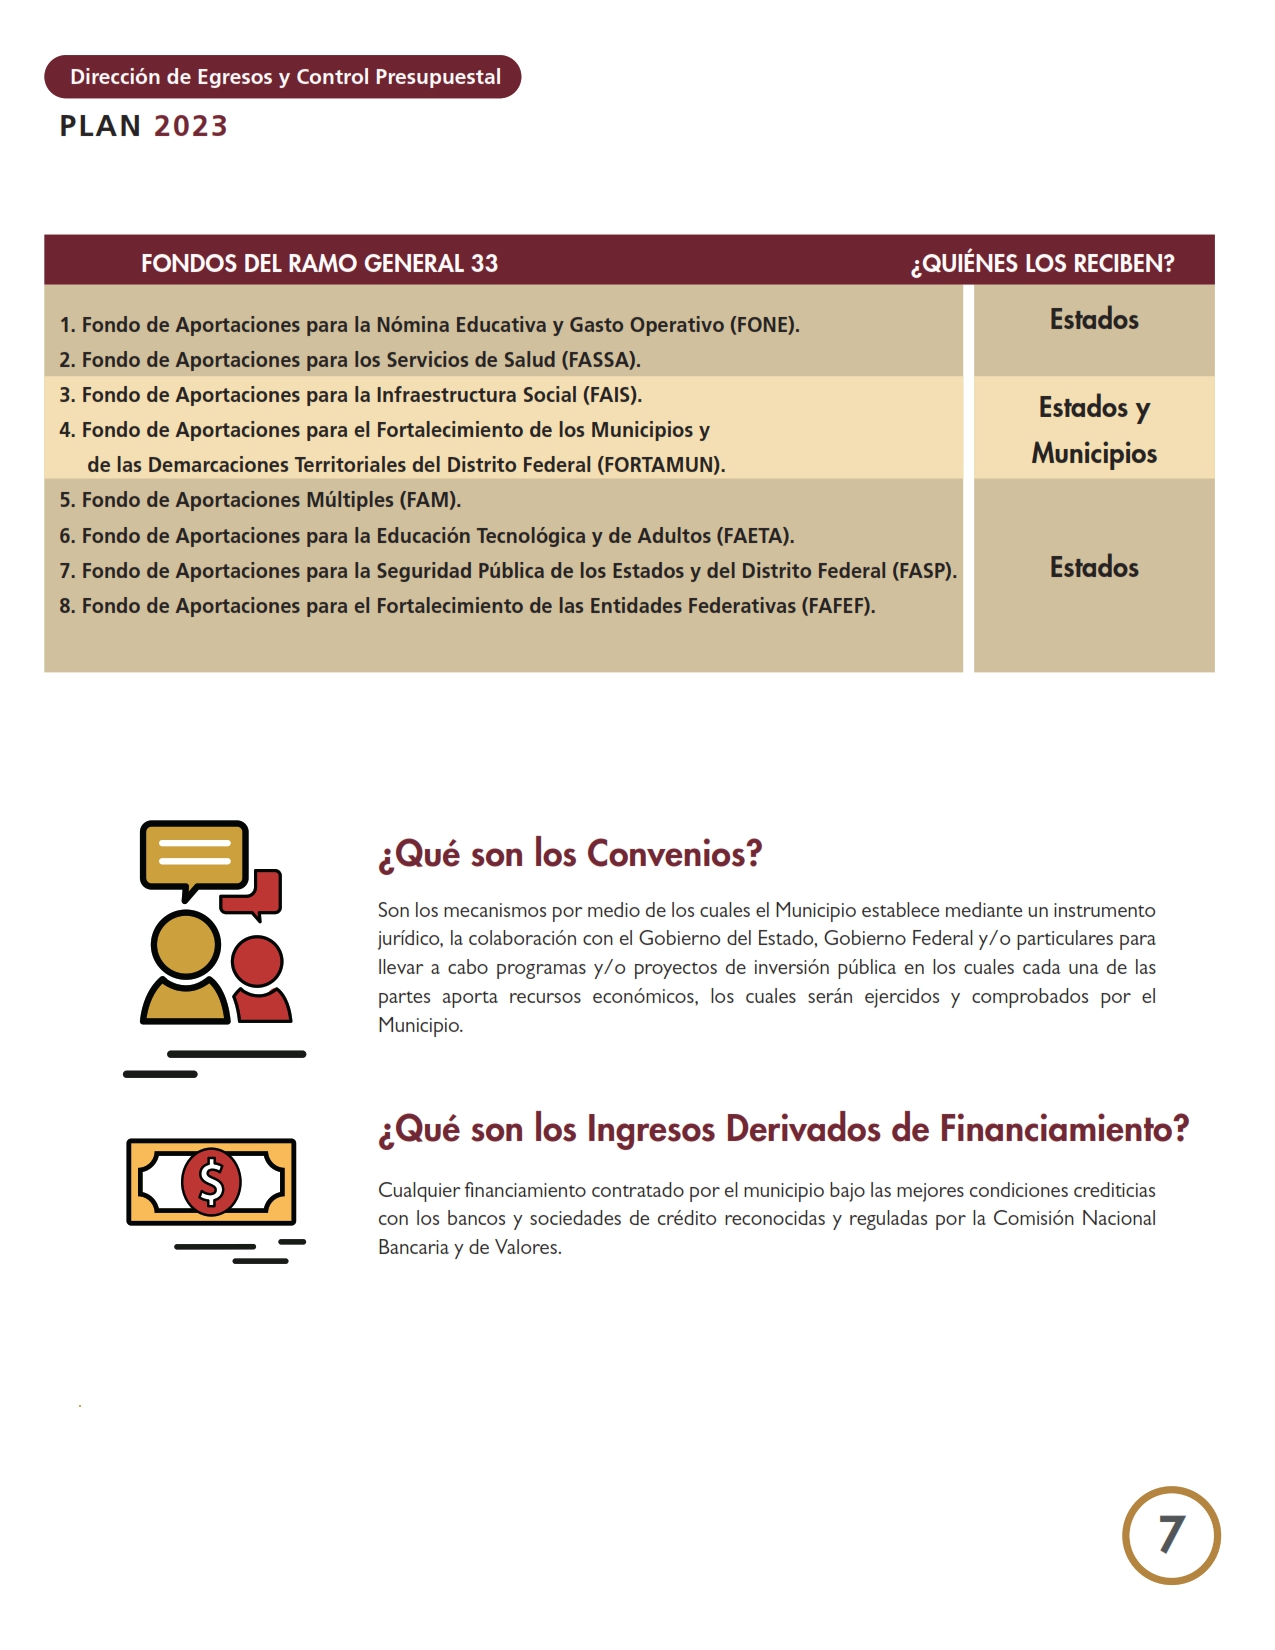 Dirección de Egresos y Control Presupuestal
PLAN 2023
FONDOS DEL RAMO GENERAL 33
¿QUIÉNES LOS RECIBEN?
1. Fondo de Aportaciones para la Nómina Educativa y Gasto Operativo (FONE).
2. Fondo de Aportaciones para los Servicios de Salud (FASSA).
Estados
3. Fondo de Aportaciones para la Infraestructura Social (FAIS).
4. Fondo de Aportaciones para el Fortalecimiento de los Municipios y
de las Demarcaciones Territoriales del Distrito Federal (FORTAMUN).
Estados y
Municipios
5. Fondo de Aportaciones Múltiples (FAM).
6. Fondo de Aportaciones para la Educación Tecnológica y de Adultos (FAETA).
7. Fondo de Aportaciones para la Seguridad Pública de los Estados y del Distrito Federal (FASP).
8. Fondo de Aportaciones para el Fortalecimiento de las Entidades Federativas (FAFEF).
Estados
¿Qué son los Convenios?
Son los mecanismos por medio de los cuales el Municipio establece mediante un instrumento
jurídico, la colaboración con el Gobierno del Estado, Gobierno Federal y/o particulares para
llevar a cabo programas y/o proyectos de inversión pública en los cuales cada una de las
partes aporta recursos económicos, los cuales serán ejercidos y comprobados por el
Municipio.
¿Qué son los Ingresos Derivados de Financiamiento?
$
Cualquier financiamiento contratado por el municipio bajo las mejores condiciones crediticias
con los bancos y sociedades de crédito reconocidas y reguladas por la Comisión Nacional
Bancaria y de Valores.
.
7